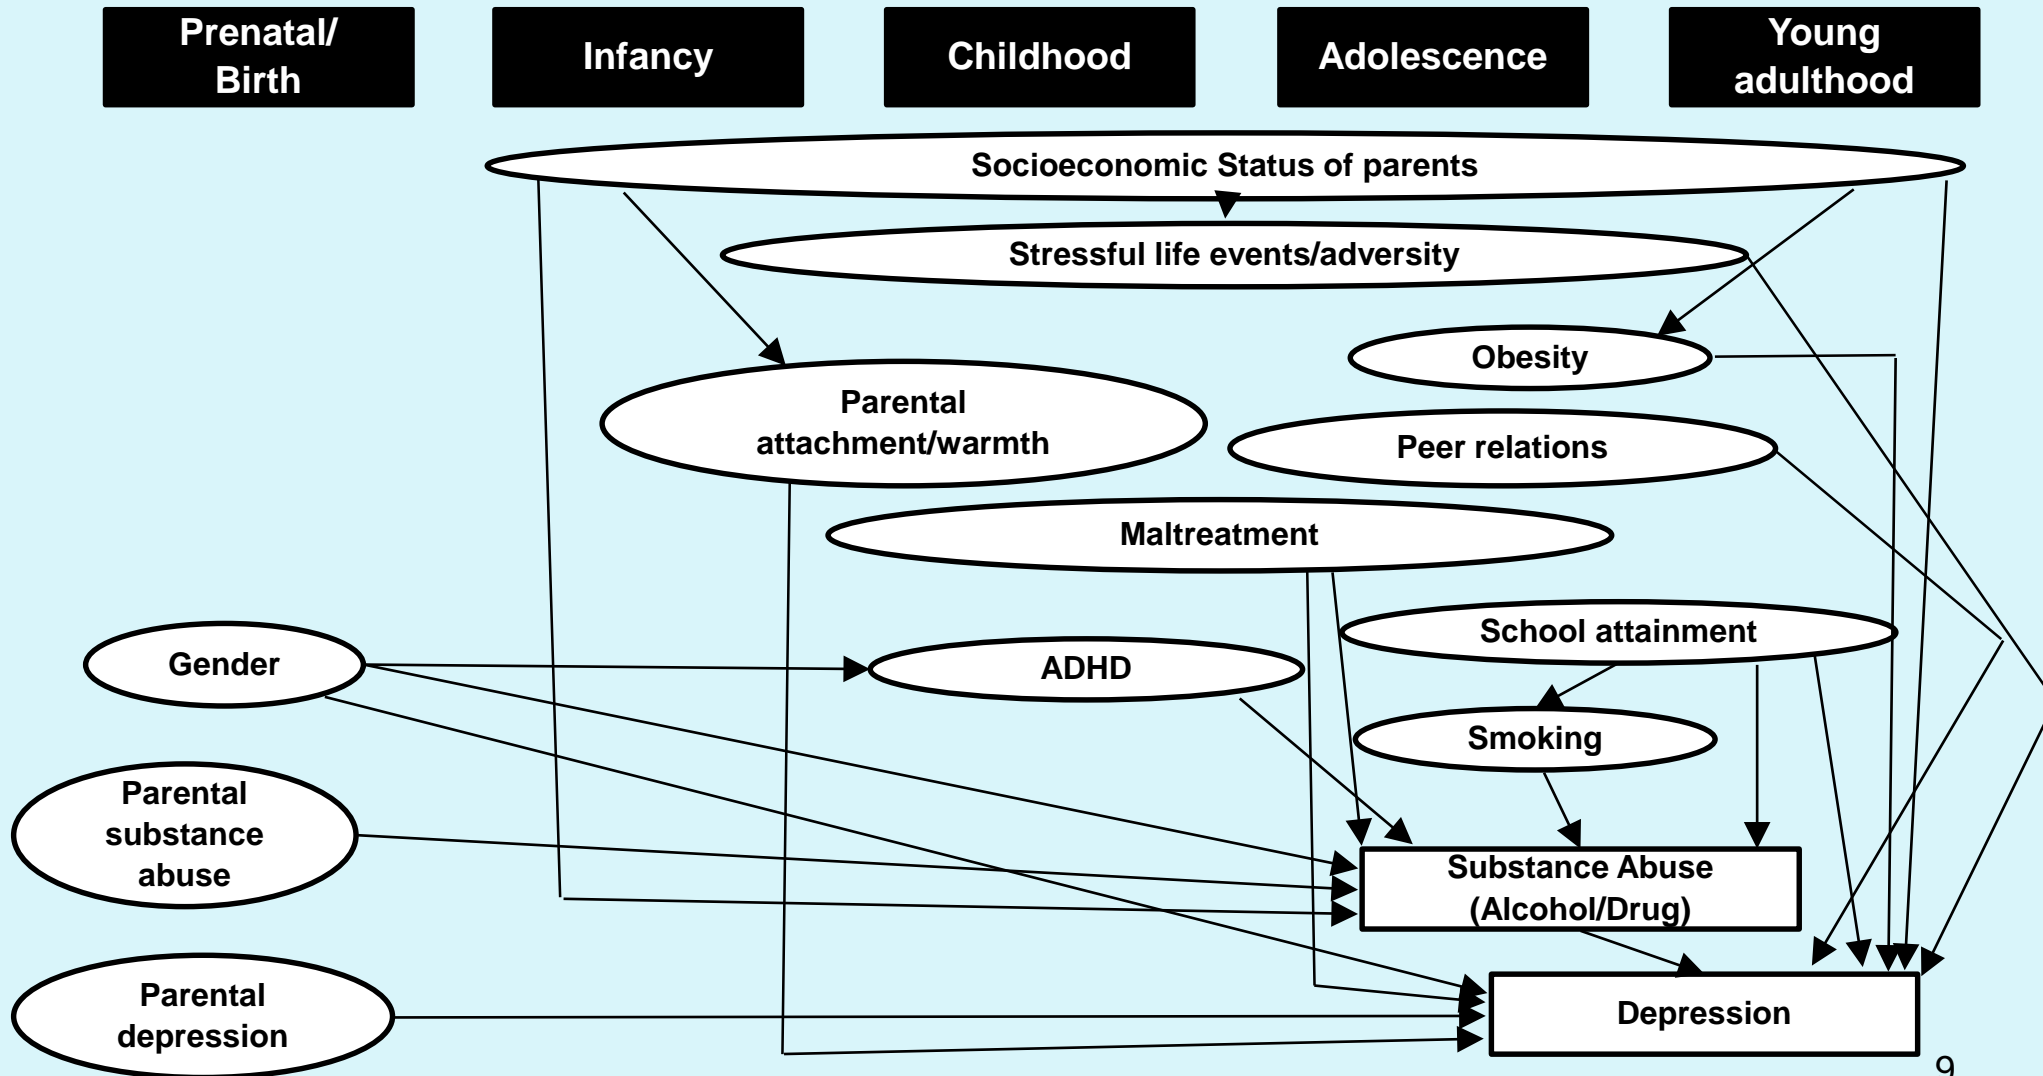 Prenatal/
Birth
Infancy
Childhood
Adolescence
Young
adulthood
Socioeconomic Status of parents
Stressful life events/adversity
Obesity
Parental
attachment/warmth
Peer relations
Maltreatment
School attainment
Gender
ADHD
Smoking
Parental
substance
abuse
Substance Abuse
(Alcohol/Drug)
Parental
depression
Depression
9